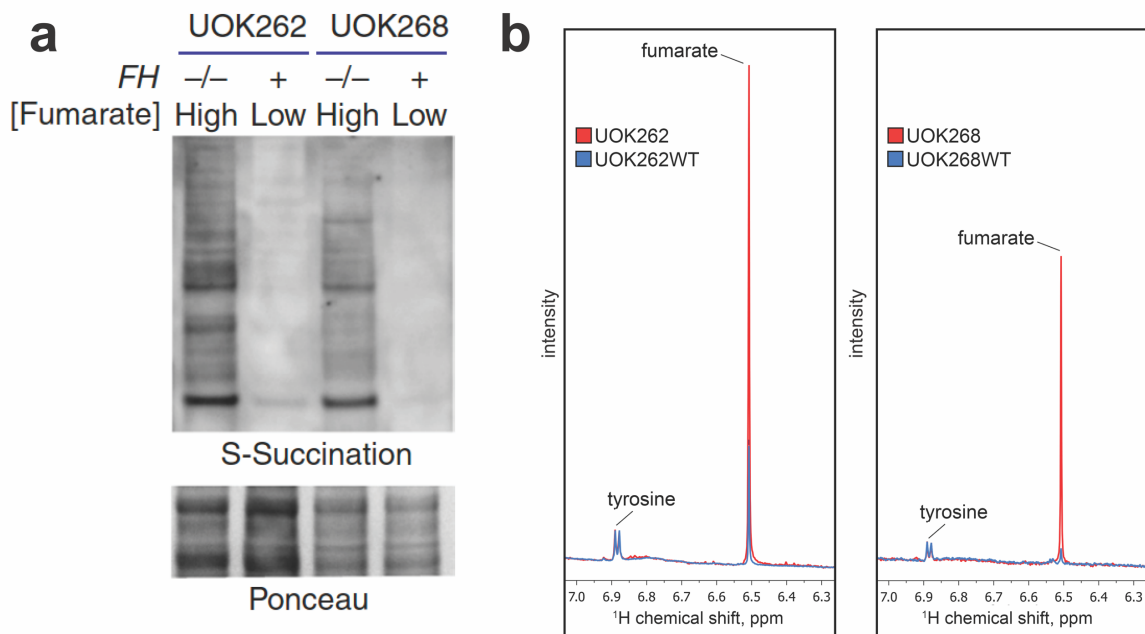 a
UOK262 UOK268
FH –/– + –/– +
[Fumarate] High Low High Low
S-Succination
Ponceau
b
fumarate
UOK262
UOK262WT
tyrosine
intensity
7.0 6.9 6.8 6.7 6.6 6.5 6.4 6.3
¹H chemical shift, ppm
UOK268
UOK268WT
fumarate
tyrosine
intensity
7.0 6.9 6.8 6.7 6.6 6.5 6.4 6.3
¹H chemical shift, ppm